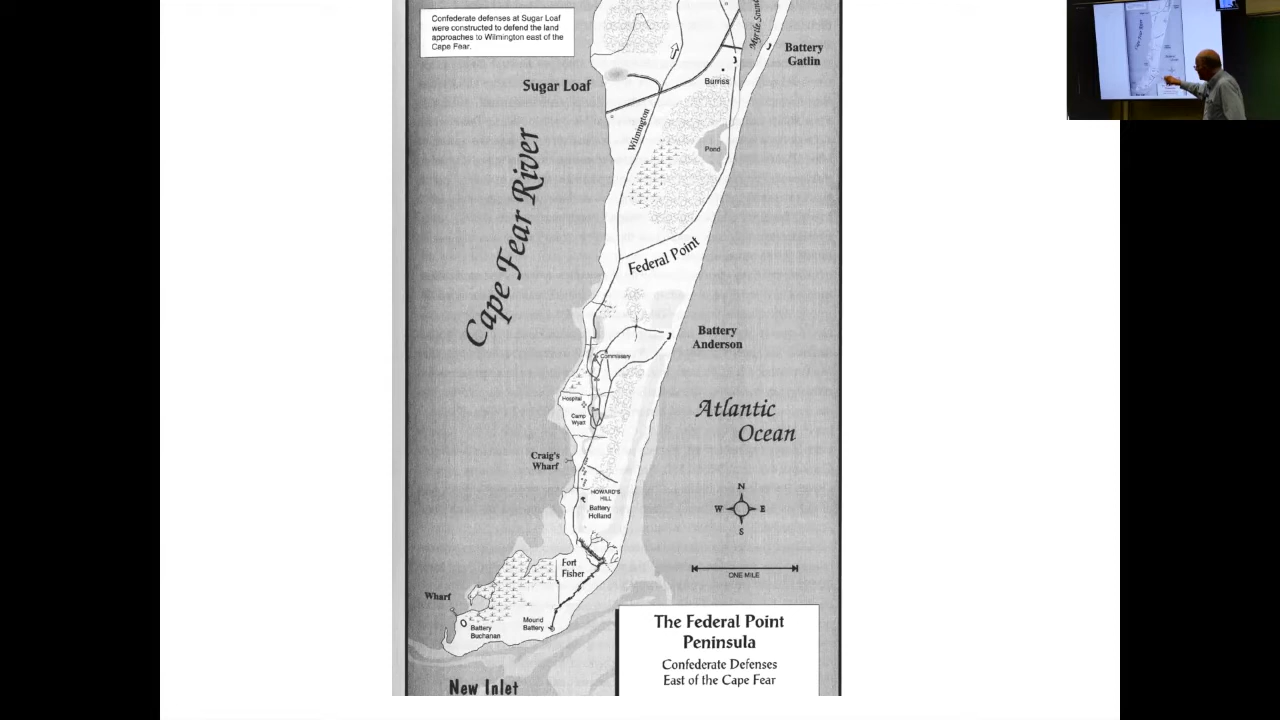 Confederate defenses at Sugar Loaf
were constructed to defend the land
approaches to Wilmington east of the
Cape Fear.
Myrtle Sound
Battery
Gatlin
Burriss
Sugar Loaf
Wilmington
Pond
Cape Fear River
Federal Point
Battery
Anderson
Commissary
Hospital
Camp
Wyatt
Atlantic
Ocean
Craig's
Wharf
HOWARD'S
HILL
Battery
Holland
N
W E
S
Fort
Fisher
ONE MILE
Wharf
Battery
Buchanan
Mound
Battery
The Federal Point
Peninsula
Confederate Defenses
East of the Cape Fear
New Inlet